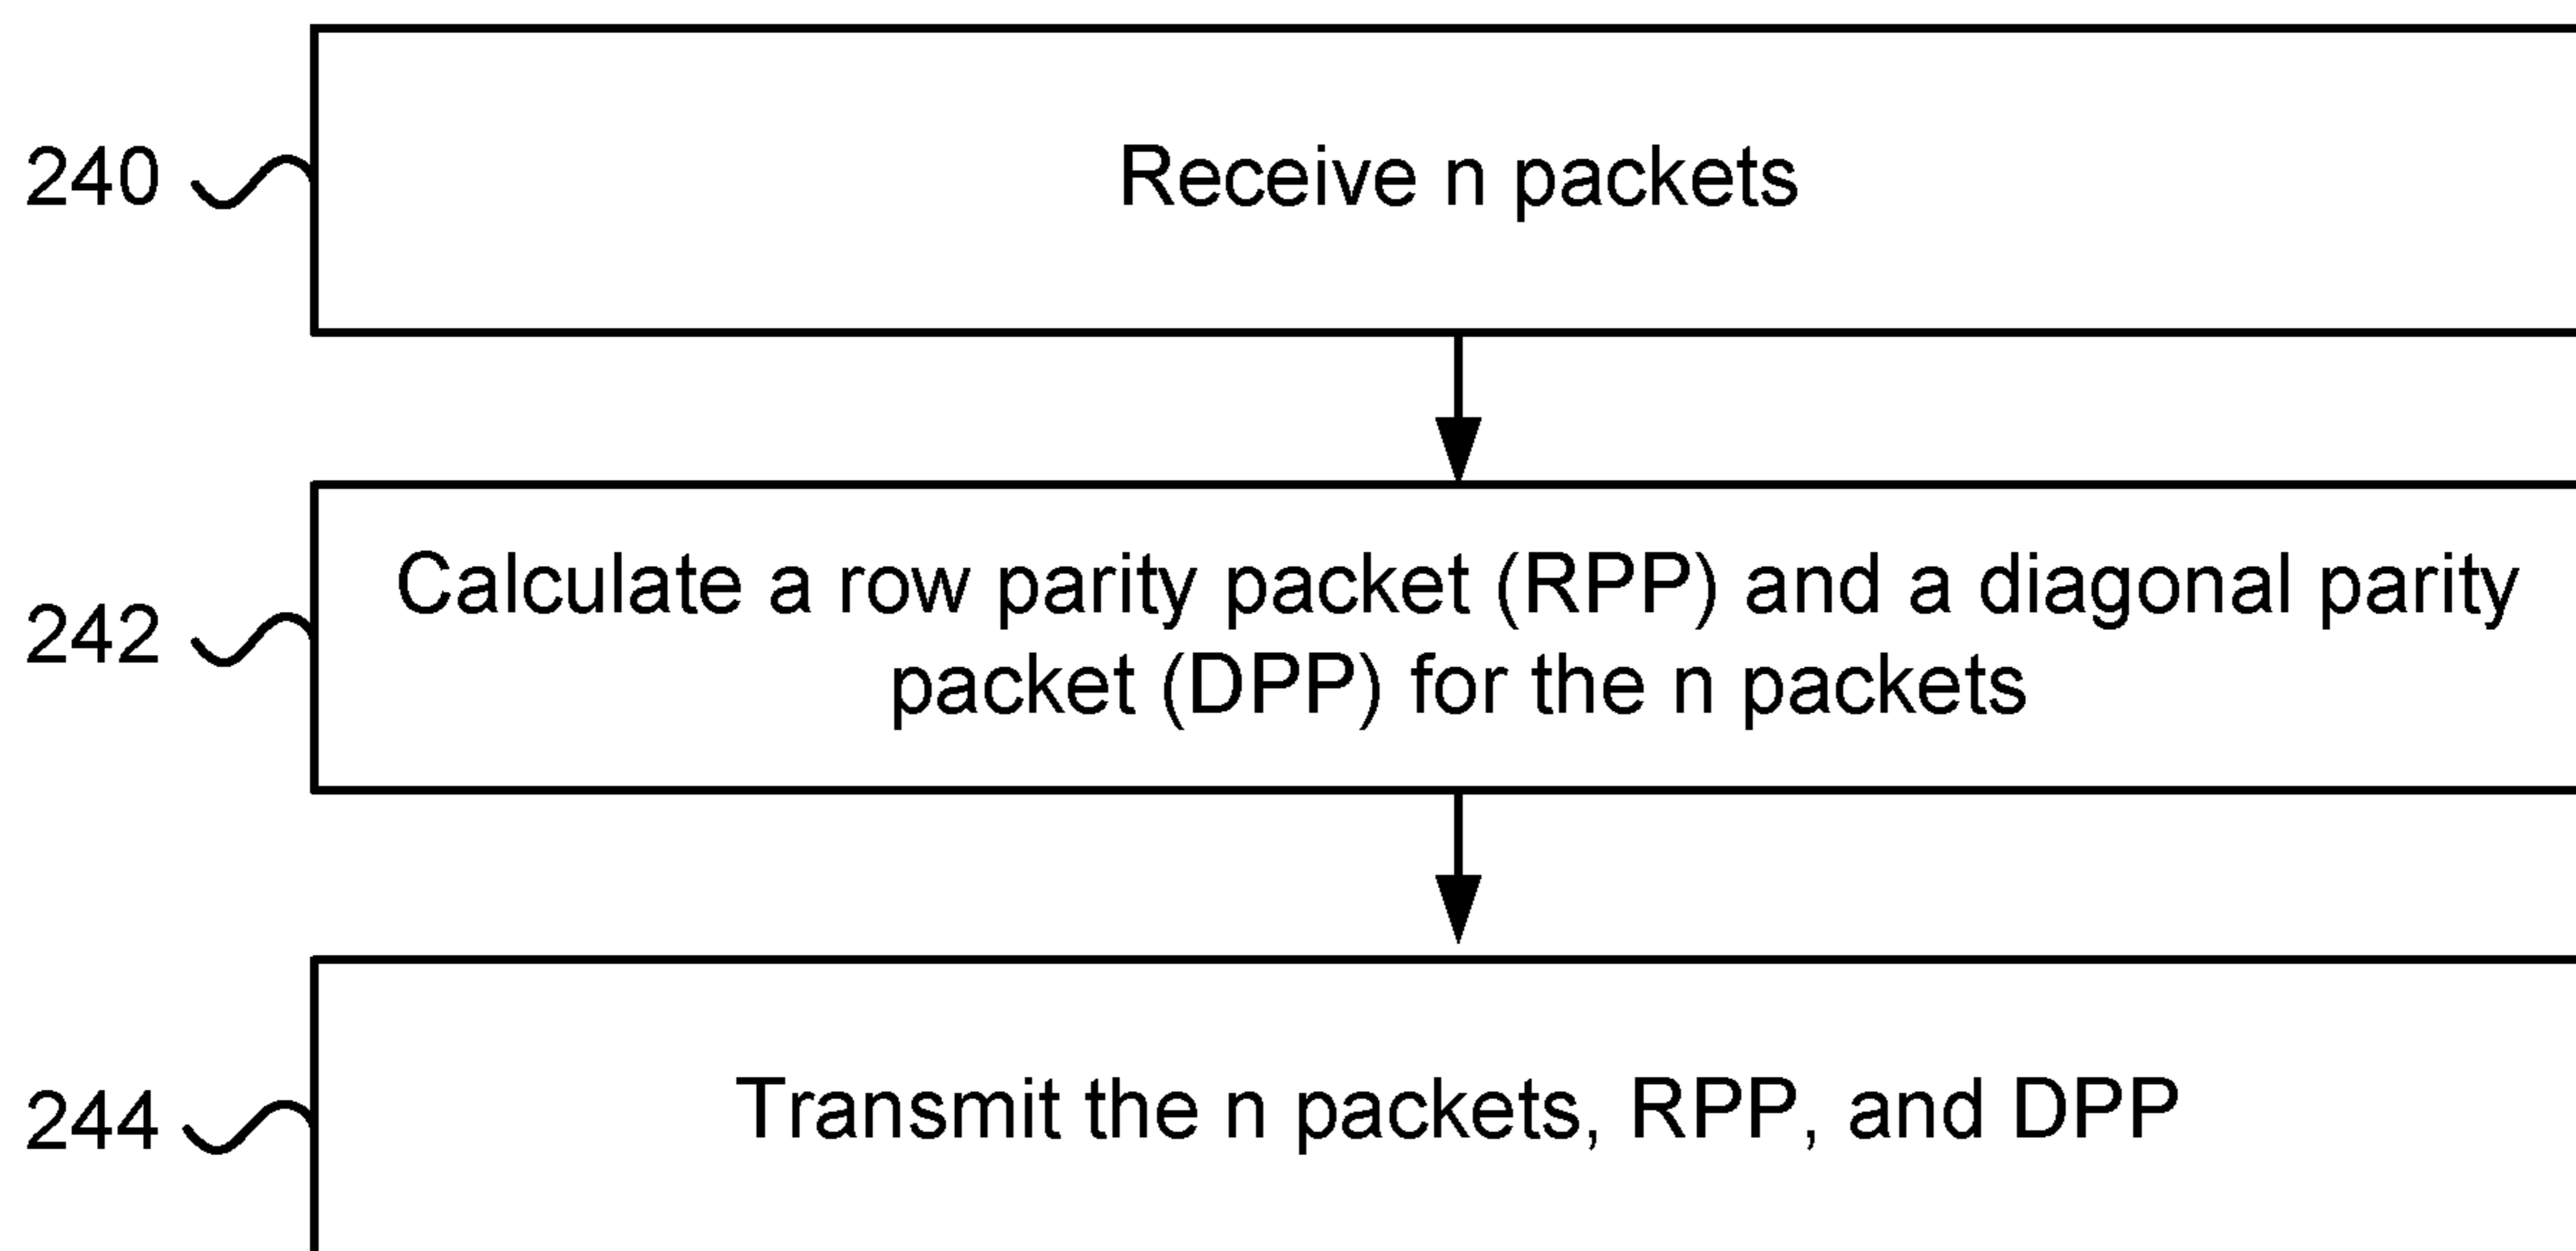 240
Receive n packets
242
Calculate a row parity packet (RPP) and a diagonal parity
packet (DPP) for the n packets
244
Transmit the n packets, RPP, and DPP